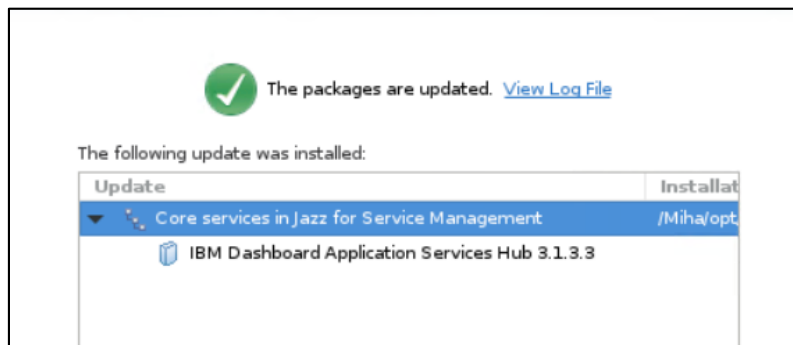 The packages are updated. View Log File
The following update was installed:
Update Installat
Core services in Jazz for Service Management /Miha/opt,
IBM Dashboard Application Services Hub 3.1.3.3